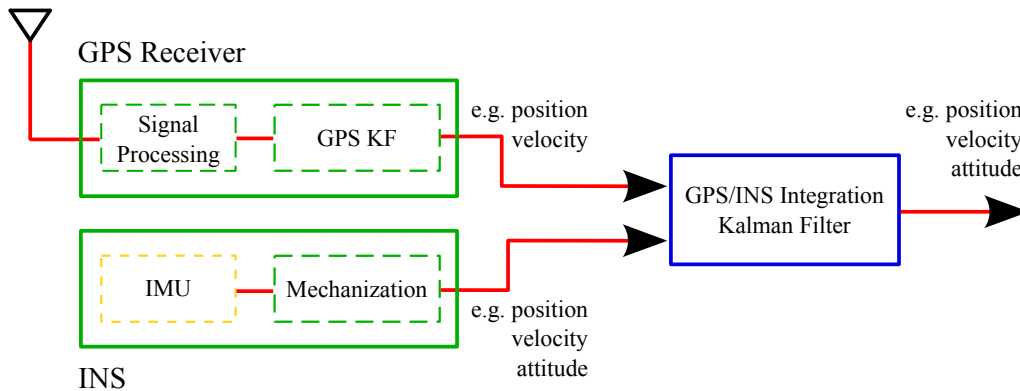 GPS Receiver
Signal
Processing
GPS KF
e.g. position
velocity
e.g. position
velocity
attitude
GPS/INS Integration
Kalman Filter
IMU
Mechanization
e.g. position
velocity
attitude
INS